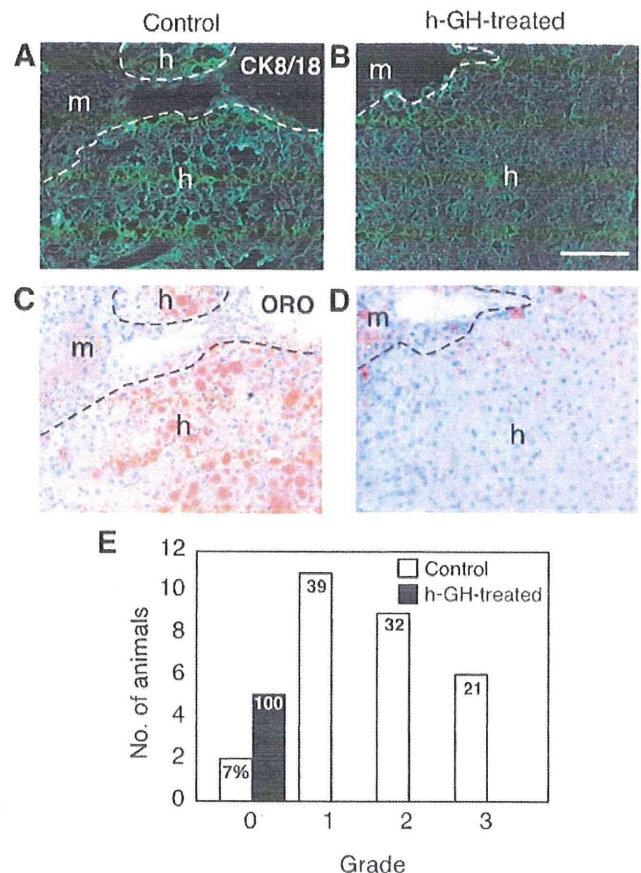 Control h-GH-treated
A h CK8/18 B
m m
h h
C h ORO D
m m
h h
E
12
10
8
6
4
2
0
No. of animals
Control
h-GH-treated
7% 100 39 32 21
0 1 2 3
Grade